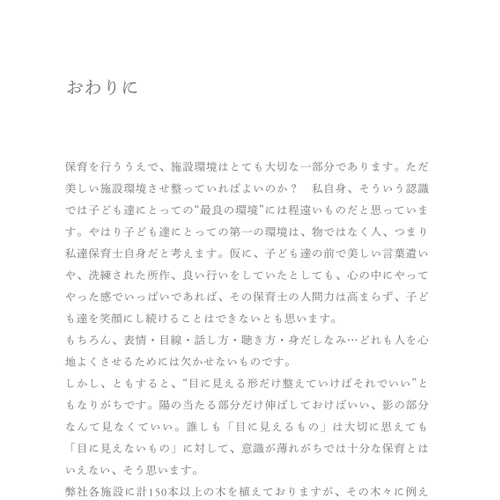 おわりに
保育を行ううえで、施設環境はとても大切な一部分であります。ただ
美しい施設環境させ整っていればよいのか？　私自身、そういう認識
では子ども達にとっての“最良の環境”には程遠いものだと思っていま
す。やはり子ども達にとっての第一の環境は、物ではなく人、つまり
私達保育士自身だと考えます。仮に、子ども達の前で美しい言葉遣い
や、洗練された所作、良い行いをしていたとしても、心の中にやって
やった感でいっぱいであれば、その保育士の人間力は高まらず、子ど
も達を笑顔にし続けることはできないとも思います。
もちろん、表情・目線・話し方・聴き方・身だしなみ…どれも人を心
地よくさせるためには欠かせないものです。
しかし、ともすると、“目に見える形だけ整えていけばそれでいい”と
もなりがちです。陽の当たる部分だけ伸ばしておけばいい、影の部分
なんて見なくていい。誰しも「目に見えるもの」は大切に思えても
「目に見えないもの」に対して、意識が薄れがちでは十分な保育とは
いえない、そう思います。
弊社各施設に計150本以上の木を植えておりますが、その木々に例え